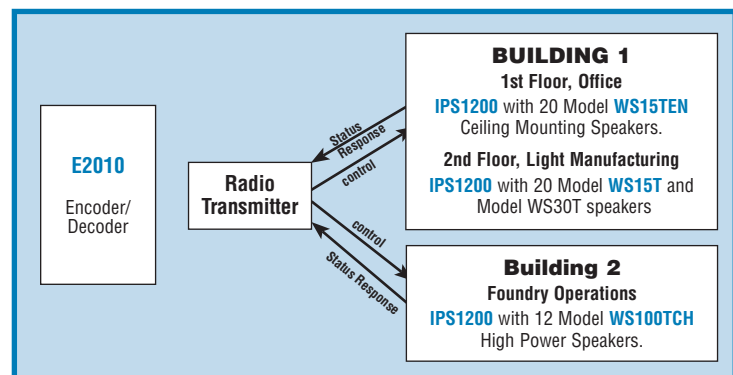 E2010
Encoder/
Decoder
Radio
Transmitter
Status
Response
control
control
Status Response
BUILDING 1
1st Floor, Office
IPS1200 with 20 Model WS15TEN
Ceiling Mounting Speakers.
2nd Floor, Light Manufacturing
IPS1200 with 20 Model WS15T and
Model WS30T speakers
Building 2
Foundry Operations
IPS1200 with 12 Model WS100TCH
High Power Speakers.